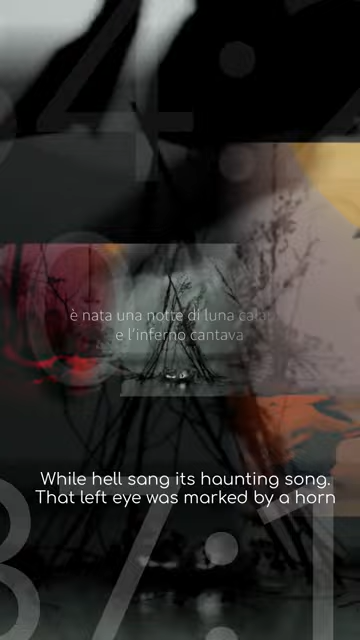 è nata una notte di luna calan
e l'inferno cantava
While hell sang its haunting song.
That left eye was marked by a horn